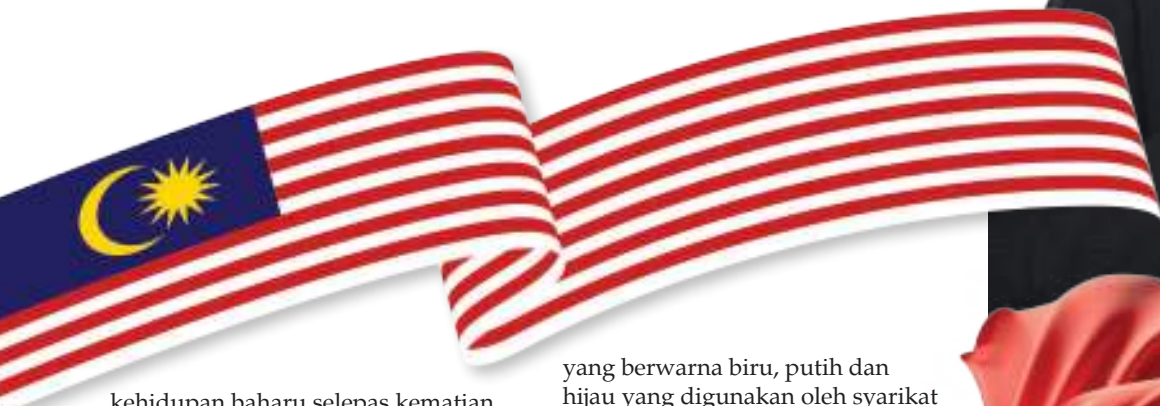 kehidupan baharu selepas kematian
yang berwarna biru, putih dan
hijau yang digunakan oleh syarikat